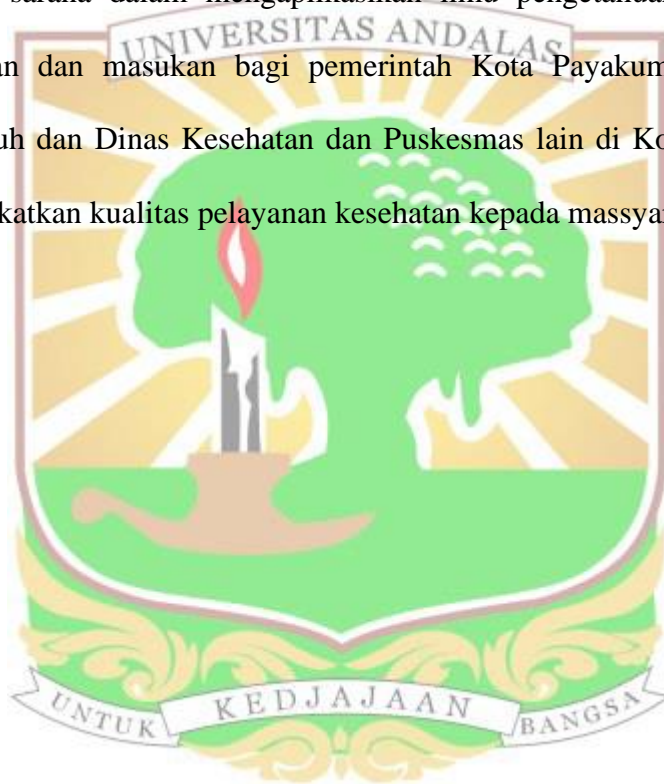 sarana dalam mengaplikasikan ilmu
UNIVERSITAS ANDALAS
an dan masukan bagi pemerintah Kota Payakum
uh dan Dinas Kesehatan dan Puskesmas lain di Ko
katkan kualitas pelayanan kesehatan kepada massyar
UNTUK KEDJAJAAN BANGSA